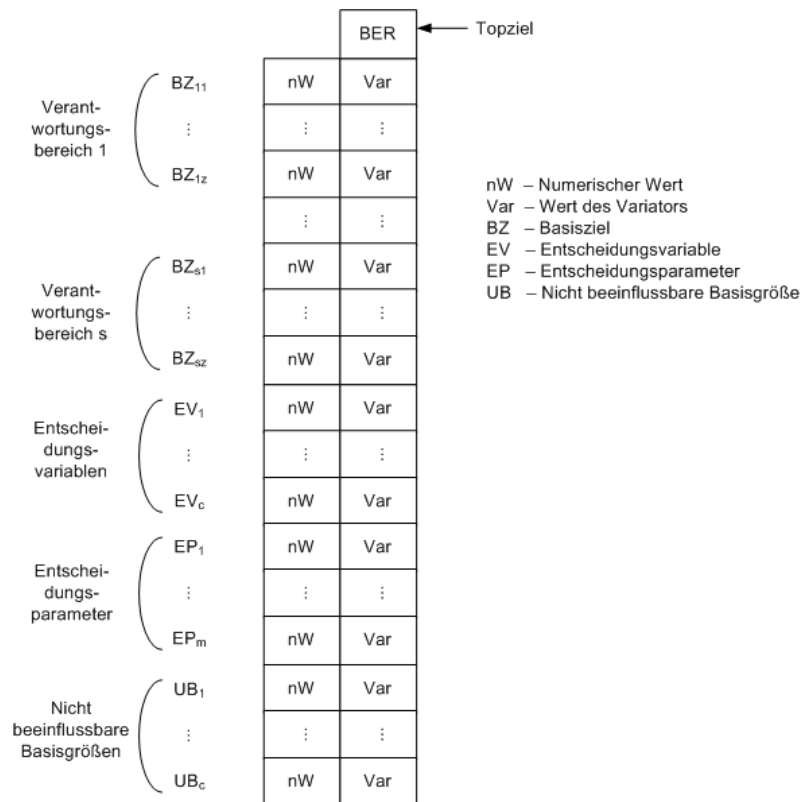 BER
Topziel
BZ₁₁ nW Var
Verant-
wortungs-
bereich 1
⋮ ⋮ ⋮
BZ₁z nW Var
⋮ ⋮
BZs₁ nW Var
Verant-
wortungs-
bereich s
⋮ ⋮ ⋮
BZsz nW Var
EV₁ nW Var
Entschei-
dungs-
variablen
⋮ ⋮ ⋮
EVc nW Var
EP₁ nW Var
Entschei-
dungs-
parameter
⋮ ⋮ ⋮
EPm nW Var
UB₁ nW Var
Nicht
beeinflussbare
Basisgrößen
⋮ ⋮ ⋮
UBc nW Var
nW – Numerischer Wert
Var – Wert des Variators
BZ – Basisziel
EV – Entscheidungsvariable
EP – Entscheidungsparameter
UB – Nicht beeinflussbare Basisgröße